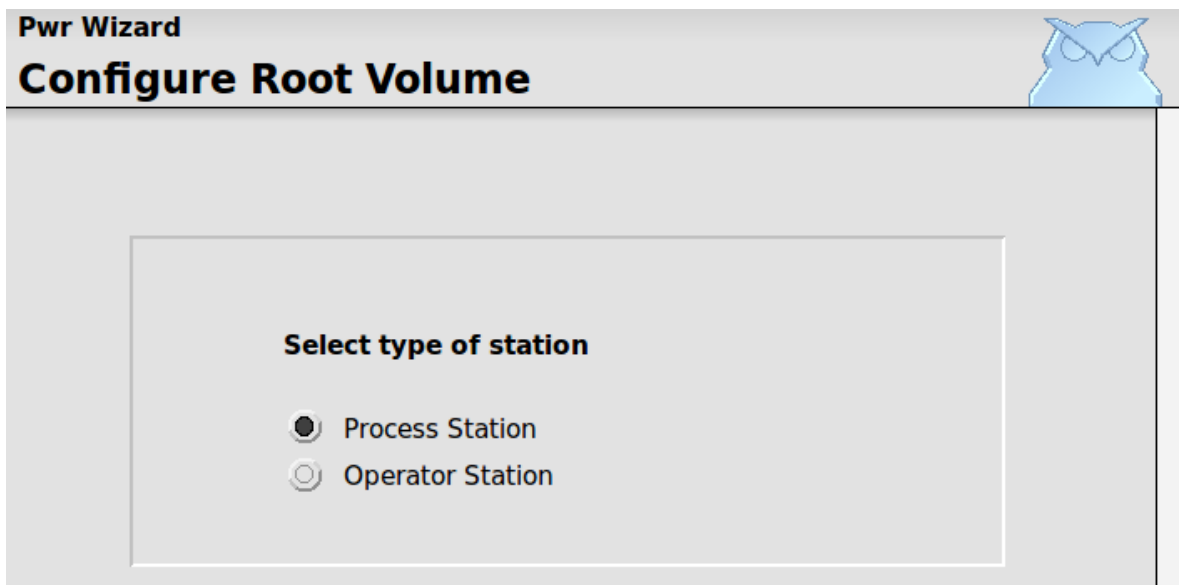 Pwr Wizard
Configure Root Volume
Select type of station
Process Station
Operator Station